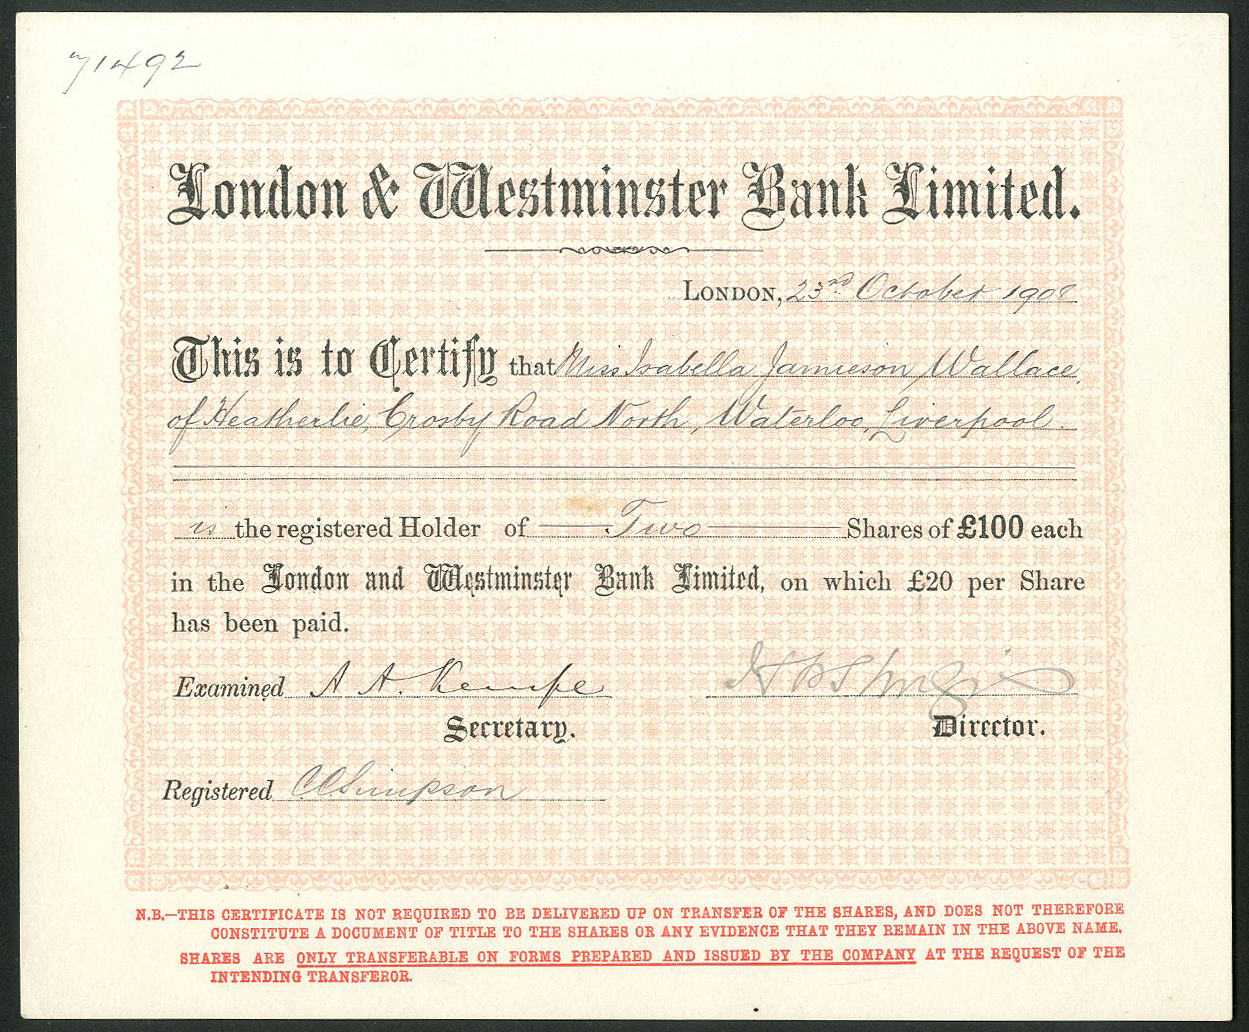 71492
London & Westminster Bank Limited.
London, 23rd October 1908
This is to Certify that Miss Isabella Jamieson Wallace,
of Heatherlie, Crosby Road North, Waterloo, Liverpool.
is the registered Holder of Two Shares of £100 each
in the London and Westminster Bank Limited, on which £20 per Share
has been paid.
Examined A A. Kempe
Secretary. Director.
Registered CCSimpson
N.B.—THIS CERTIFICATE IS NOT REQUIRED TO BE DELIVERED UP ON TRANSFER OF THE SHARES, AND DOES NOT THEREFORE
CONSTITUTE A DOCUMENT OF TITLE TO THE SHARES OR ANY EVIDENCE THAT THEY REMAIN IN THE ABOVE NAME.
SHARES ARE ONLY TRANSFERABLE ON FORMS PREPARED AND ISSUED BY THE COMPANY AT THE REQUEST OF THE
INTENDING TRANSFEROR.